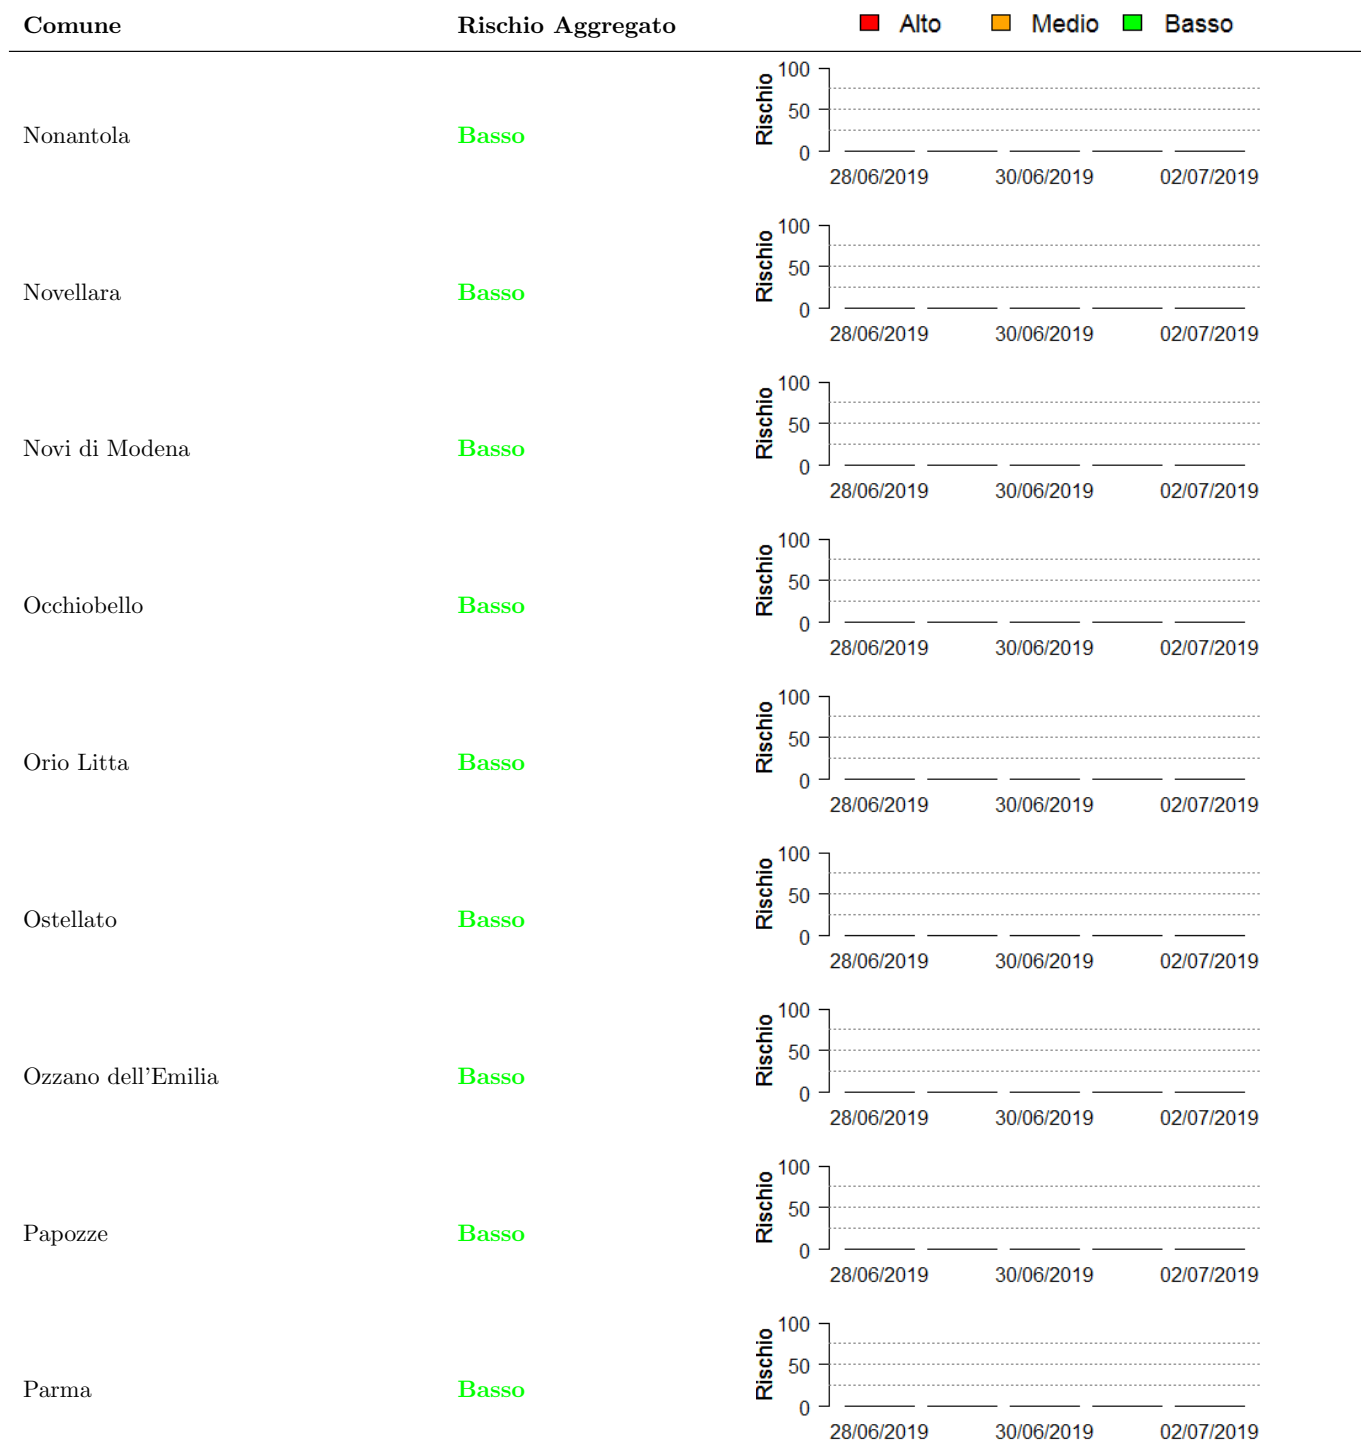 Comune Rischio Aggregato Alto Medio Basso
100
50
0
Rischio
Nonantola Basso
28/06/2019 30/06/2019 02/07/2019
100
50
0
Rischio
Novellara Basso
28/06/2019 30/06/2019 02/07/2019
100
50
0
Rischio
Novi di Modena Basso
28/06/2019 30/06/2019 02/07/2019
100
50
0
Rischio
Occhiobello Basso
28/06/2019 30/06/2019 02/07/2019
100
50
0
Rischio
Orio Litta Basso
28/06/2019 30/06/2019 02/07/2019
100
50
0
Rischio
Ostellato Basso
28/06/2019 30/06/2019 02/07/2019
100
50
0
Rischio
Ozzano dell'Emilia Basso
28/06/2019 30/06/2019 02/07/2019
100
50
0
Rischio
Papozze Basso
28/06/2019 30/06/2019 02/07/2019
100
50
0
Rischio
Parma Basso
28/06/2019 30/06/2019 02/07/2019